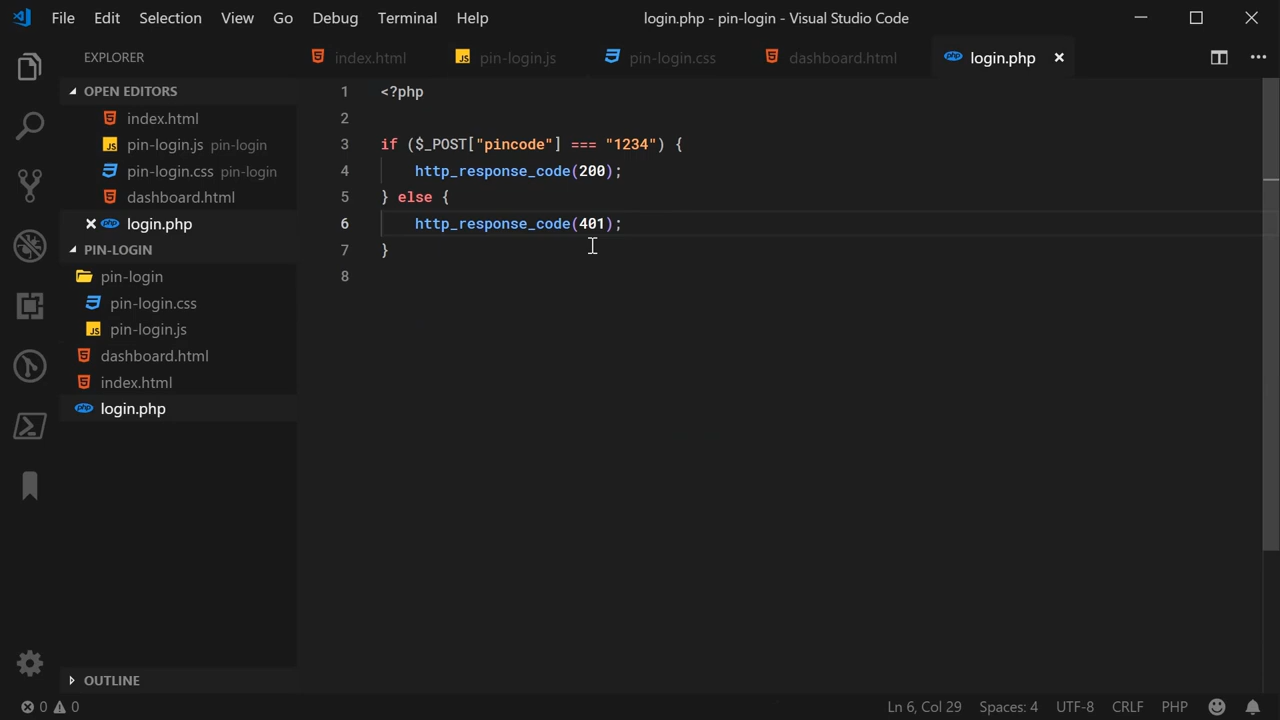 File Edit Selection View Go Debug Terminal Help login.php - pin-login - Visual Studio Code
EXPLORER
index.html pin-login.js pin-login.css dashboard.html login.php
OPEN EDITORS
index.html
JS pin-login.js pin-login
pin-login.css pin-login
dashboard.html
php login.php
PIN-LOGIN
pin-login
pin-login.css
JS pin-login.js
dashboard.html
index.html
php login.php
OUTLINE
1 <?php
2
3 if ($_POST["pincode"] === "1234") {
4 http_response_code(200);
5 } else {
6 http_response_code(401);
7 }
8
0 0 Ln 6, Col 29 Spaces: 4 UTF-8 CRLF PHP